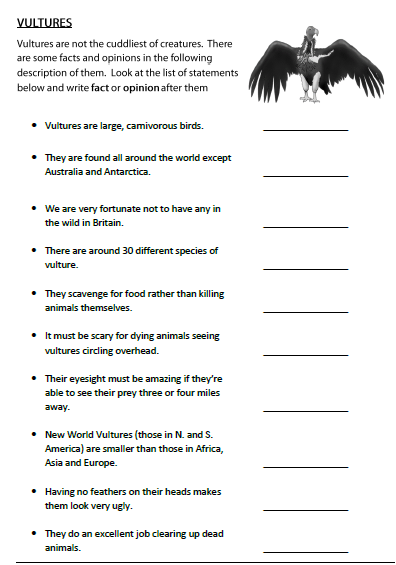 VULTURES
Vultures are not the cuddliest of creatures. There
are some facts and opinions in the following
description of them. Look at the list of statements
below and write fact or opinion after them
• Vultures are large, carnivorous birds.
• They are found all around the world except
Australia and Antarctica.
• We are very fortunate not to have any in
the wild in Britain.
• There are around 30 different species of
vulture.
• They scavenge for food rather than killing
animals themselves.
• It must be scary for dying animals seeing
vultures circling overhead.
• Their eyesight must be amazing if they're
able to see their prey three or four miles
away.
• New World Vultures (those in N. and S.
America) are smaller than those in Africa,
Asia and Europe.
• Having no feathers on their heads makes
them look very ugly.
• They do an excellent job clearing up dead
animals.